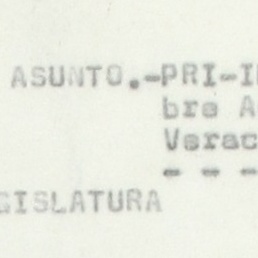 ASUNTO.-PRI-I
bre A
Verac
- - -
GISLATURA